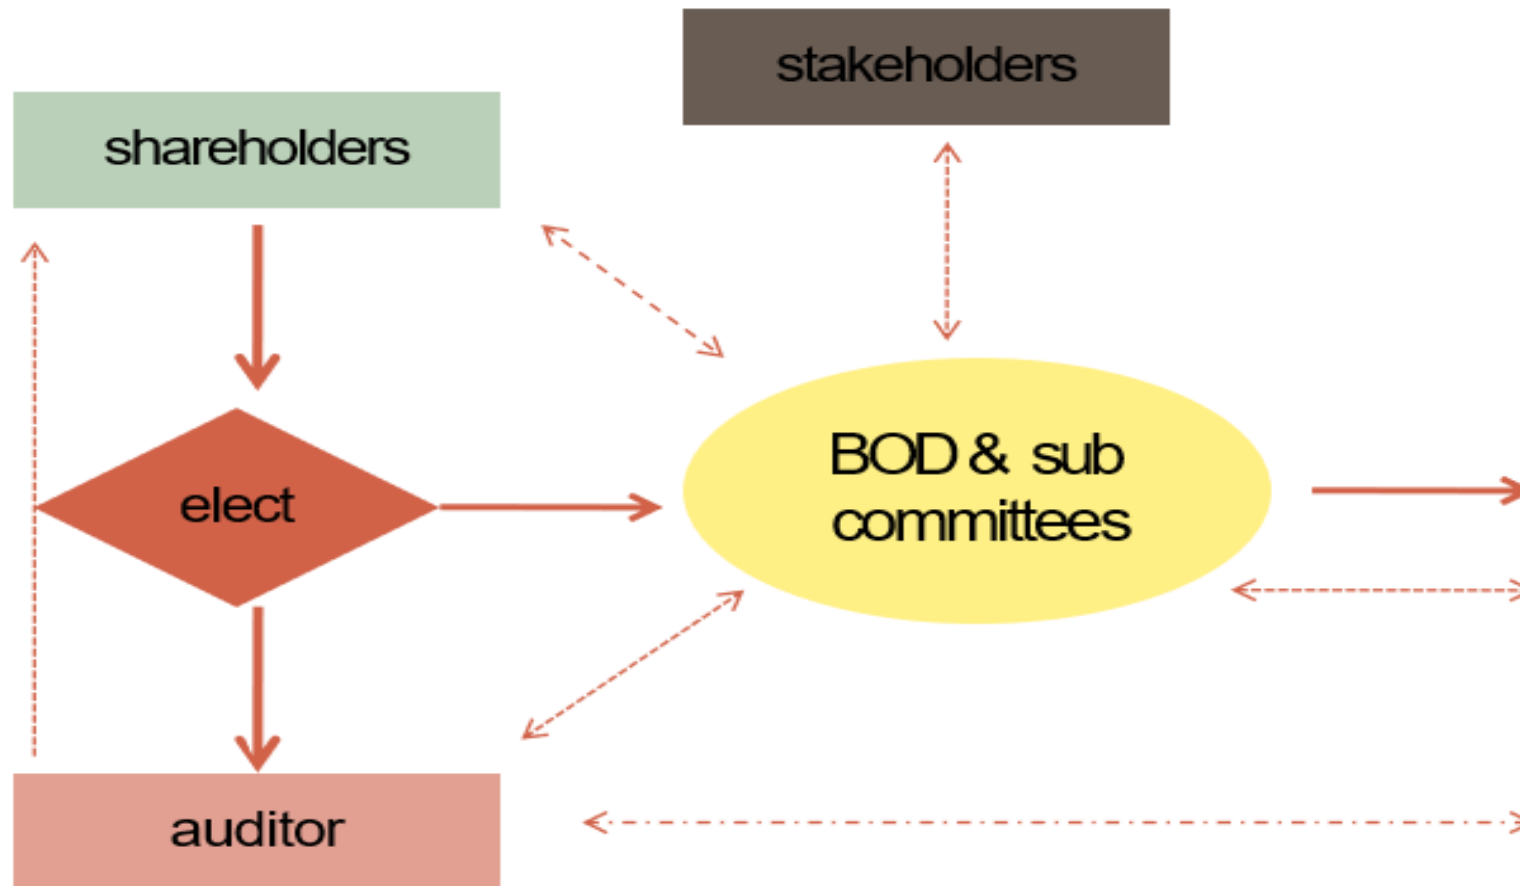 stakeholders
shareholders
elect
BOD & sub
committees
auditor